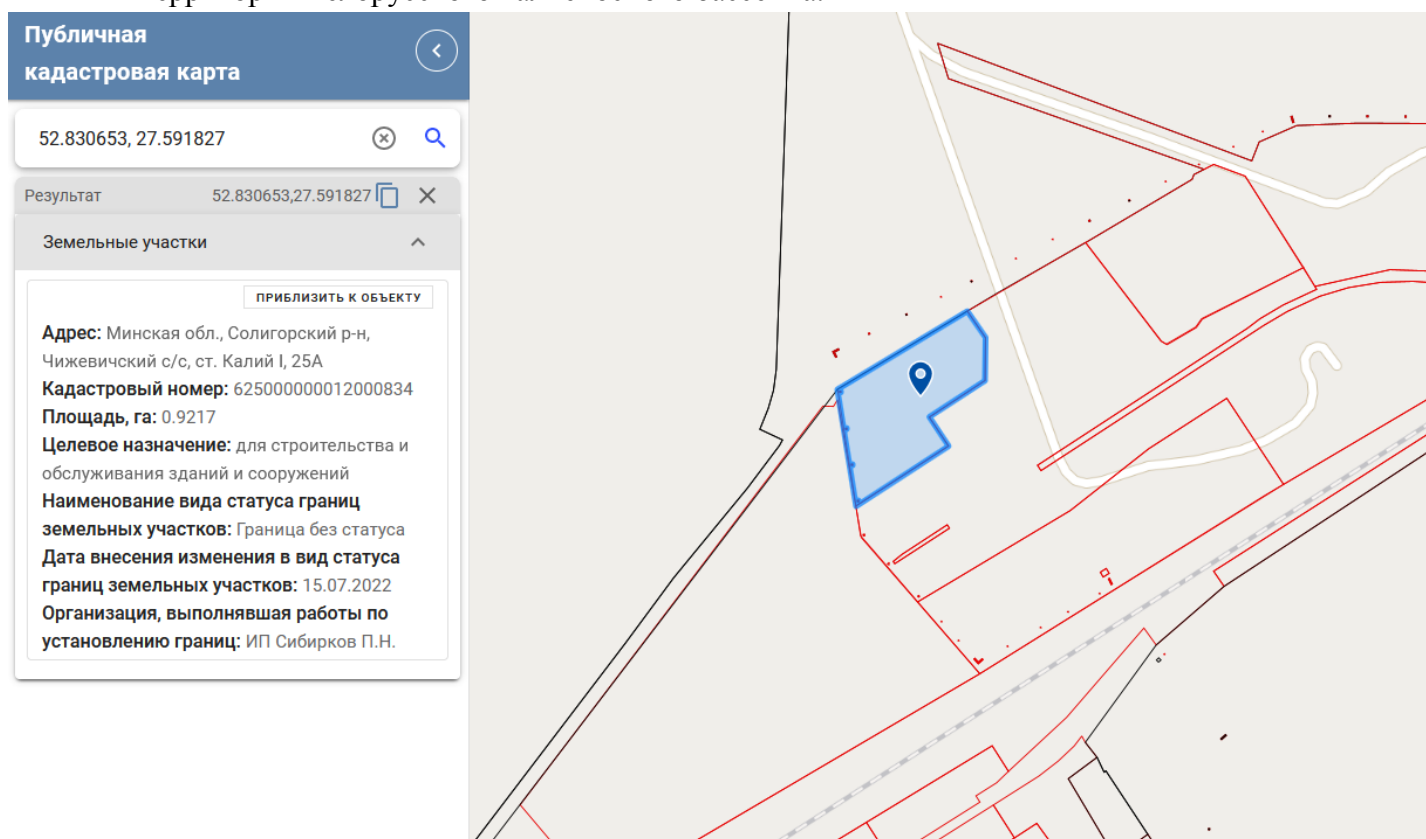 Публичная
кадастровая карта
52.830653, 27.591827
Результат 52.830653,27.591827
Земельные участки
ПРИБЛИЗИТЬ К ОБЪЕКТУ
Адрес: Минская обл., Солигорский р-н,
Чижевичский с/с, ст. Калий I, 25А
Кадастровый номер: 625000000012000834
Площадь, га: 0.9217
Целевое назначение: для строительства и
обслуживания зданий и сооружений
Наименование вида статуса границ
земельных участков: Граница без статуса
Дата внесения изменения в вид статуса
границ земельных участков: 15.07.2022
Организация, выполнявшая работы по
установлению границ: ИП Сибирков П.Н.